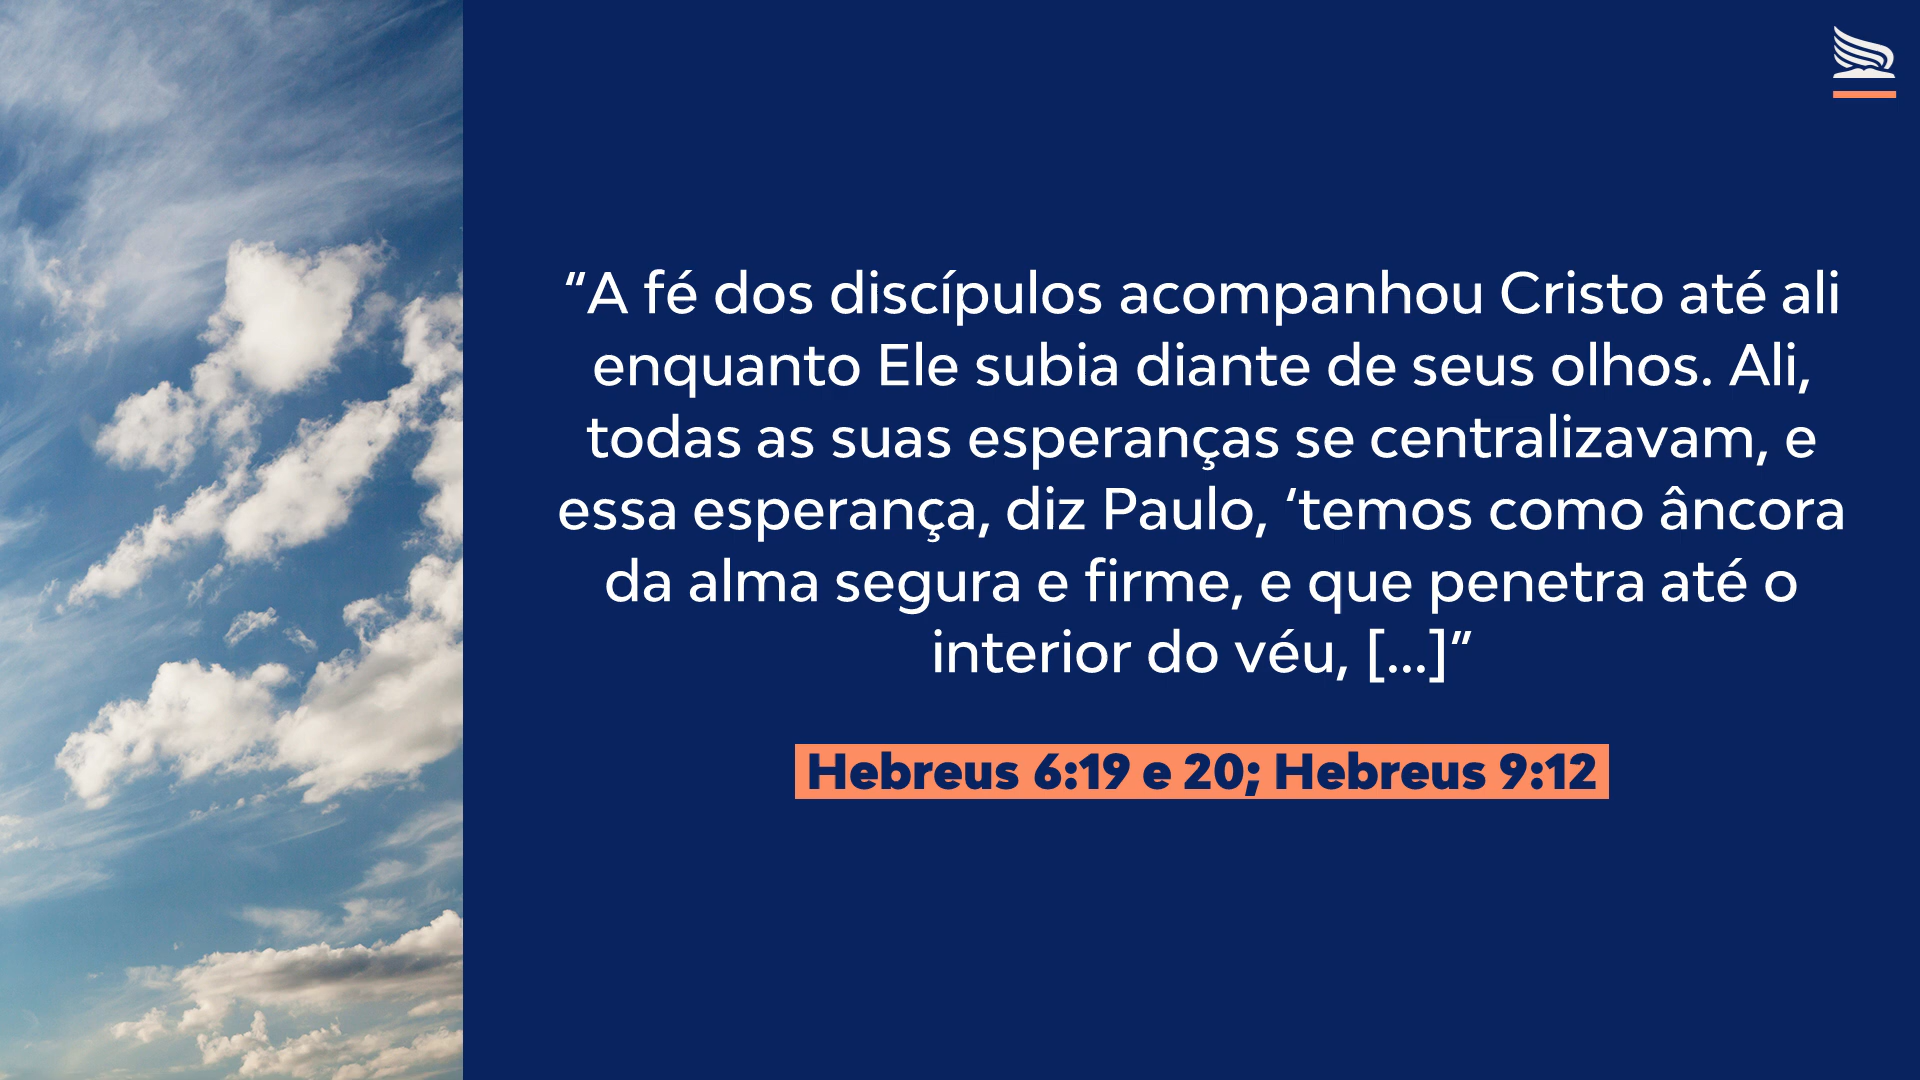 “A fé dos discípulos acompanhou Cristo até ali
enquanto Ele subia diante de seus olhos. Ali,
todas as suas esperanças se centralizavam, e
essa esperança, diz Paulo, ‘temos como âncora
da alma segura e firme, e que penetra até o
interior do véu, [...]”
Hebreus 6:19 e 20; Hebreus 9:12